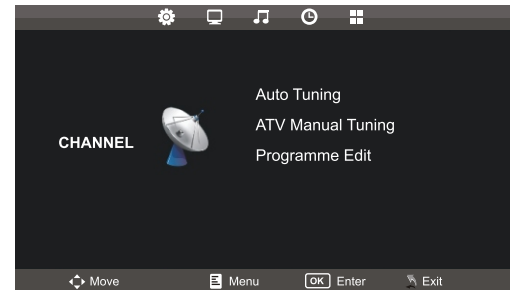 Auto Tuning
ATV Manual Tuning
CHANNEL
Programme Edit
Move
Menu
OK Enter
Exit